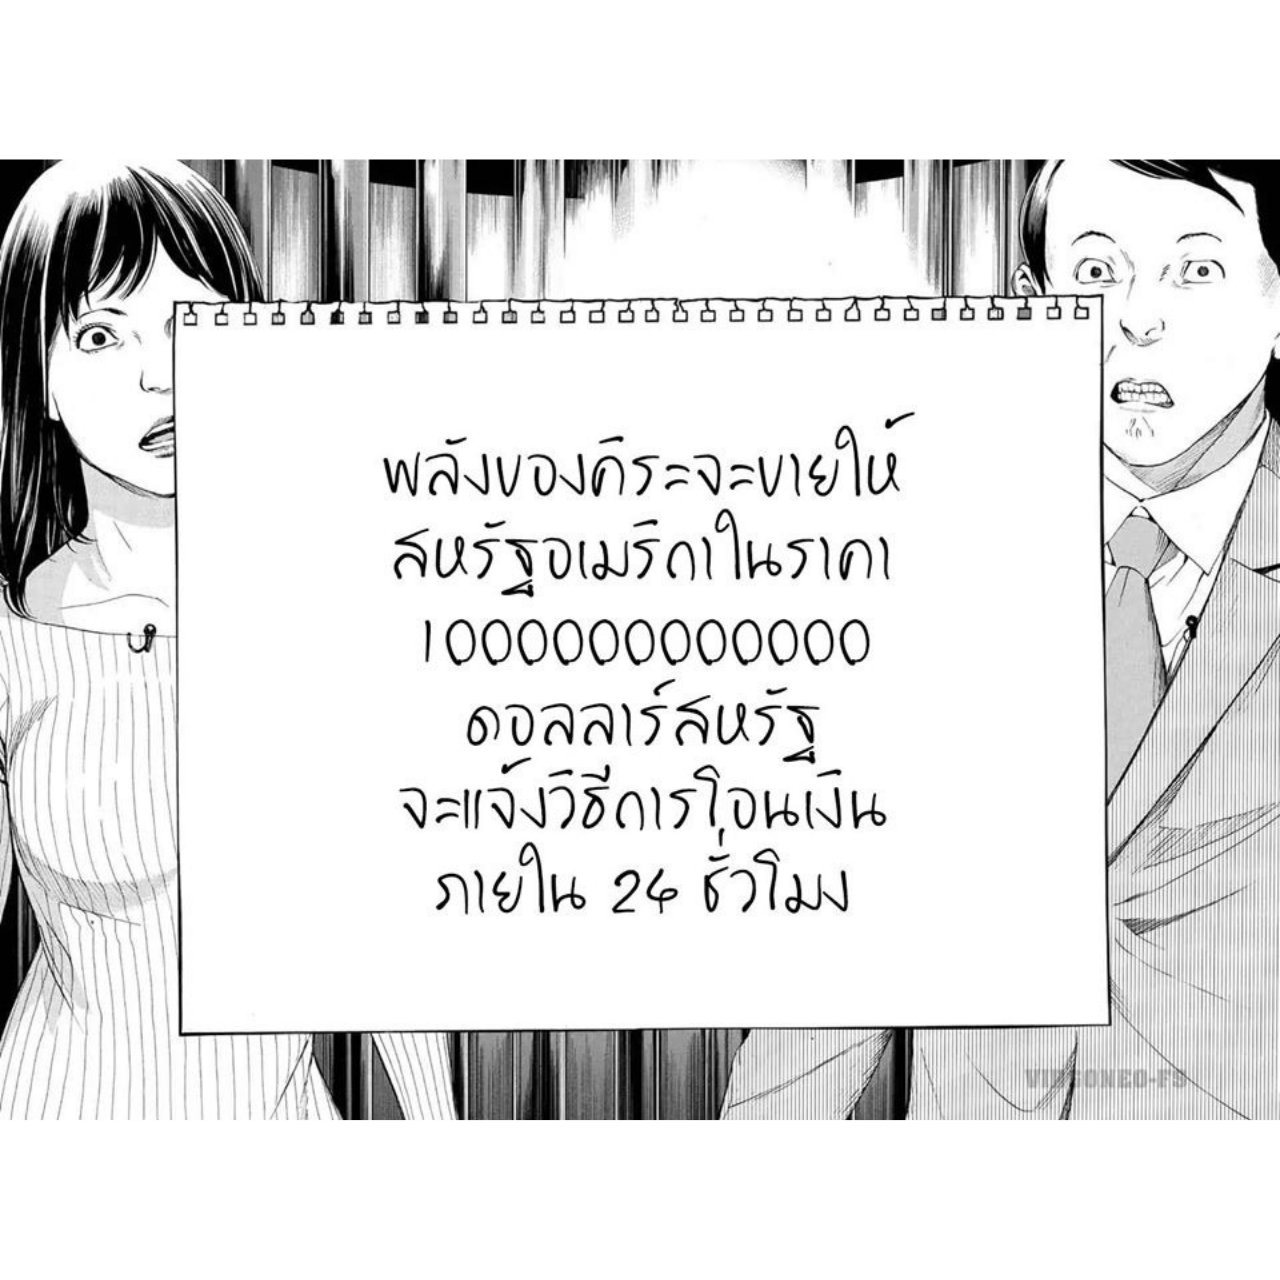 พลังของคิระจะขายให้
สหรัฐอเมริกาในราคา
1000000000000
ดอลลาร์สหรัฐ
จะแจ้งวิธีการโอนเงิน
ภายใน 24 ชั่วโมง